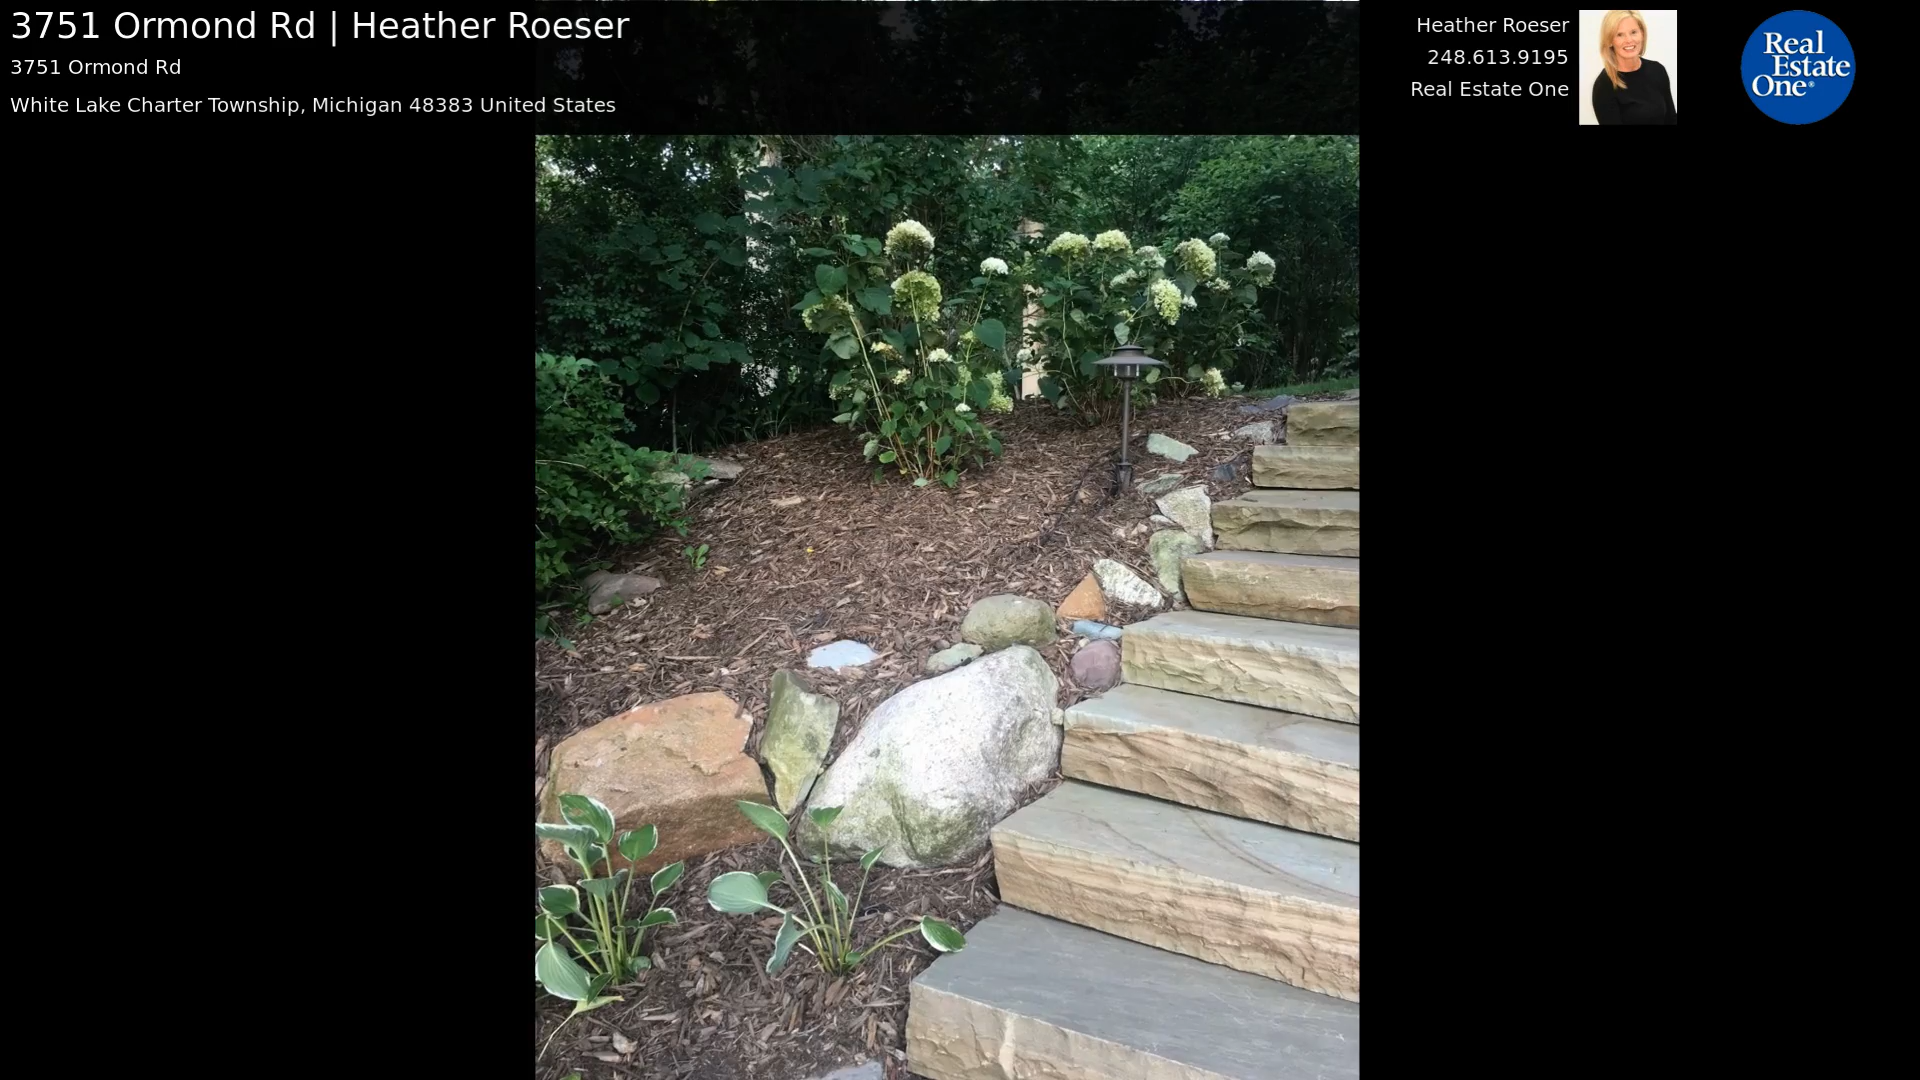 3751 Ormond Rd | Heather Roeser
3751 Ormond Rd
White Lake Charter Township, Michigan 48383 United States
Heather Roeser
248.613.9195
Real Estate One
Real
Estate
One®